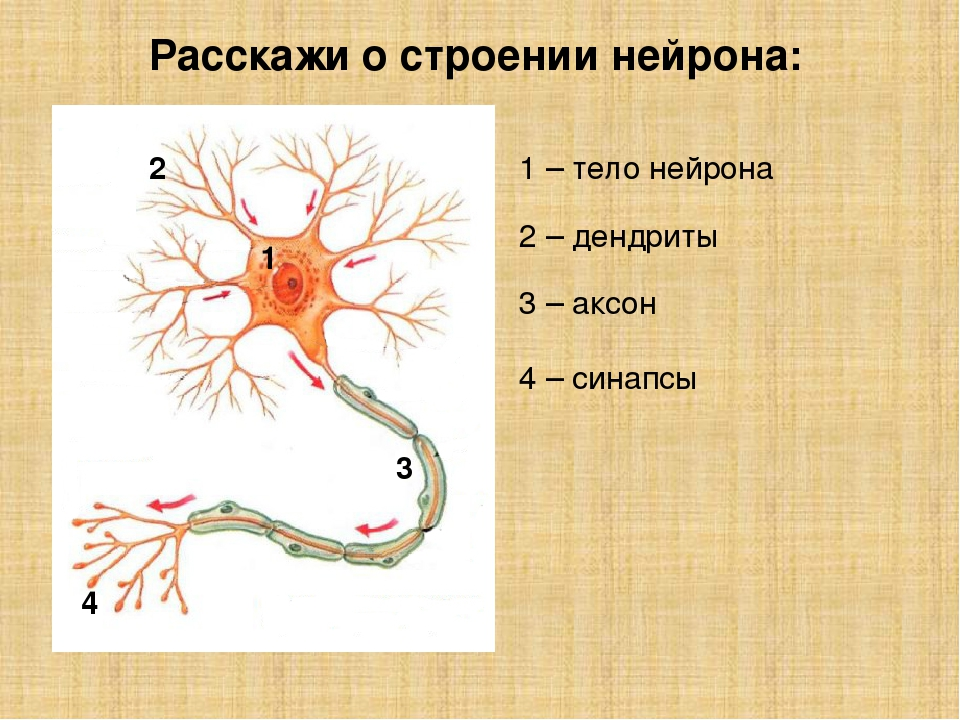 Расскажи о строении нейрона:
2
1
3
4
1 – тело нейрона
2 – дендриты
3 – аксон
4 – синапсы